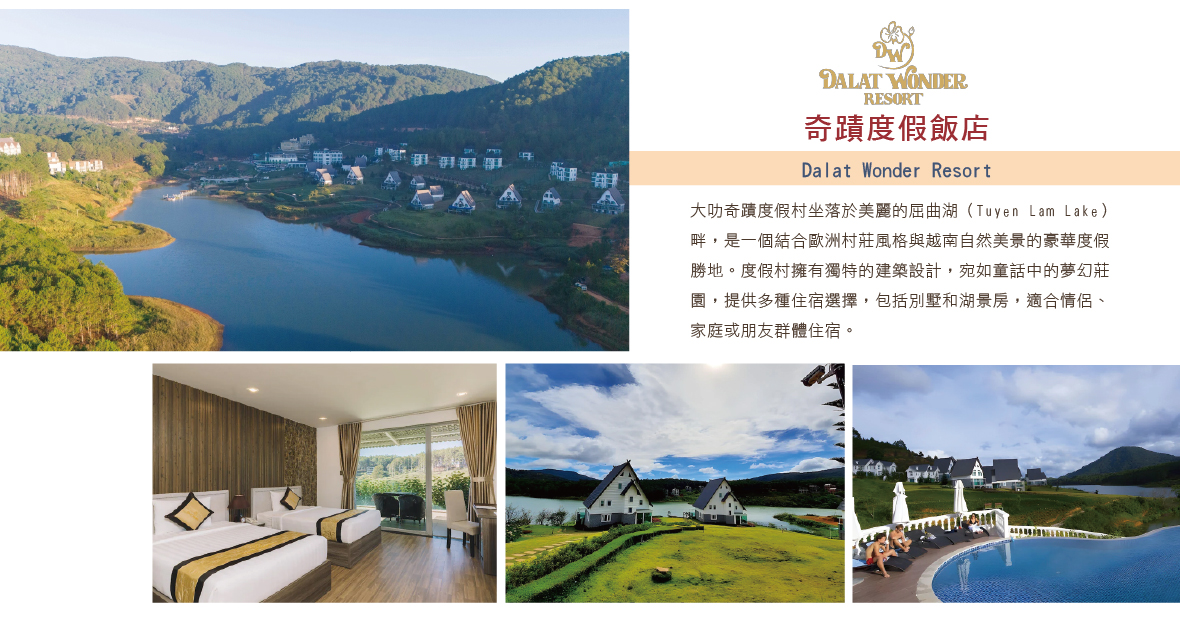 DW
DALAT WONDER
RESORT
奇蹟度假飯店
Dalat Wonder Resort
大叻奇蹟度假村坐落於美麗的屈曲湖（Tuyen Lam Lake）
畔，是一個結合歐洲村莊風格與越南自然美景的豪華度假
勝地。度假村擁有獨特的建築設計，宛如童話中的夢幻莊
園，提供多種住宿選擇，包括別墅和湖景房，適合情侶、
家庭或朋友群體住宿。